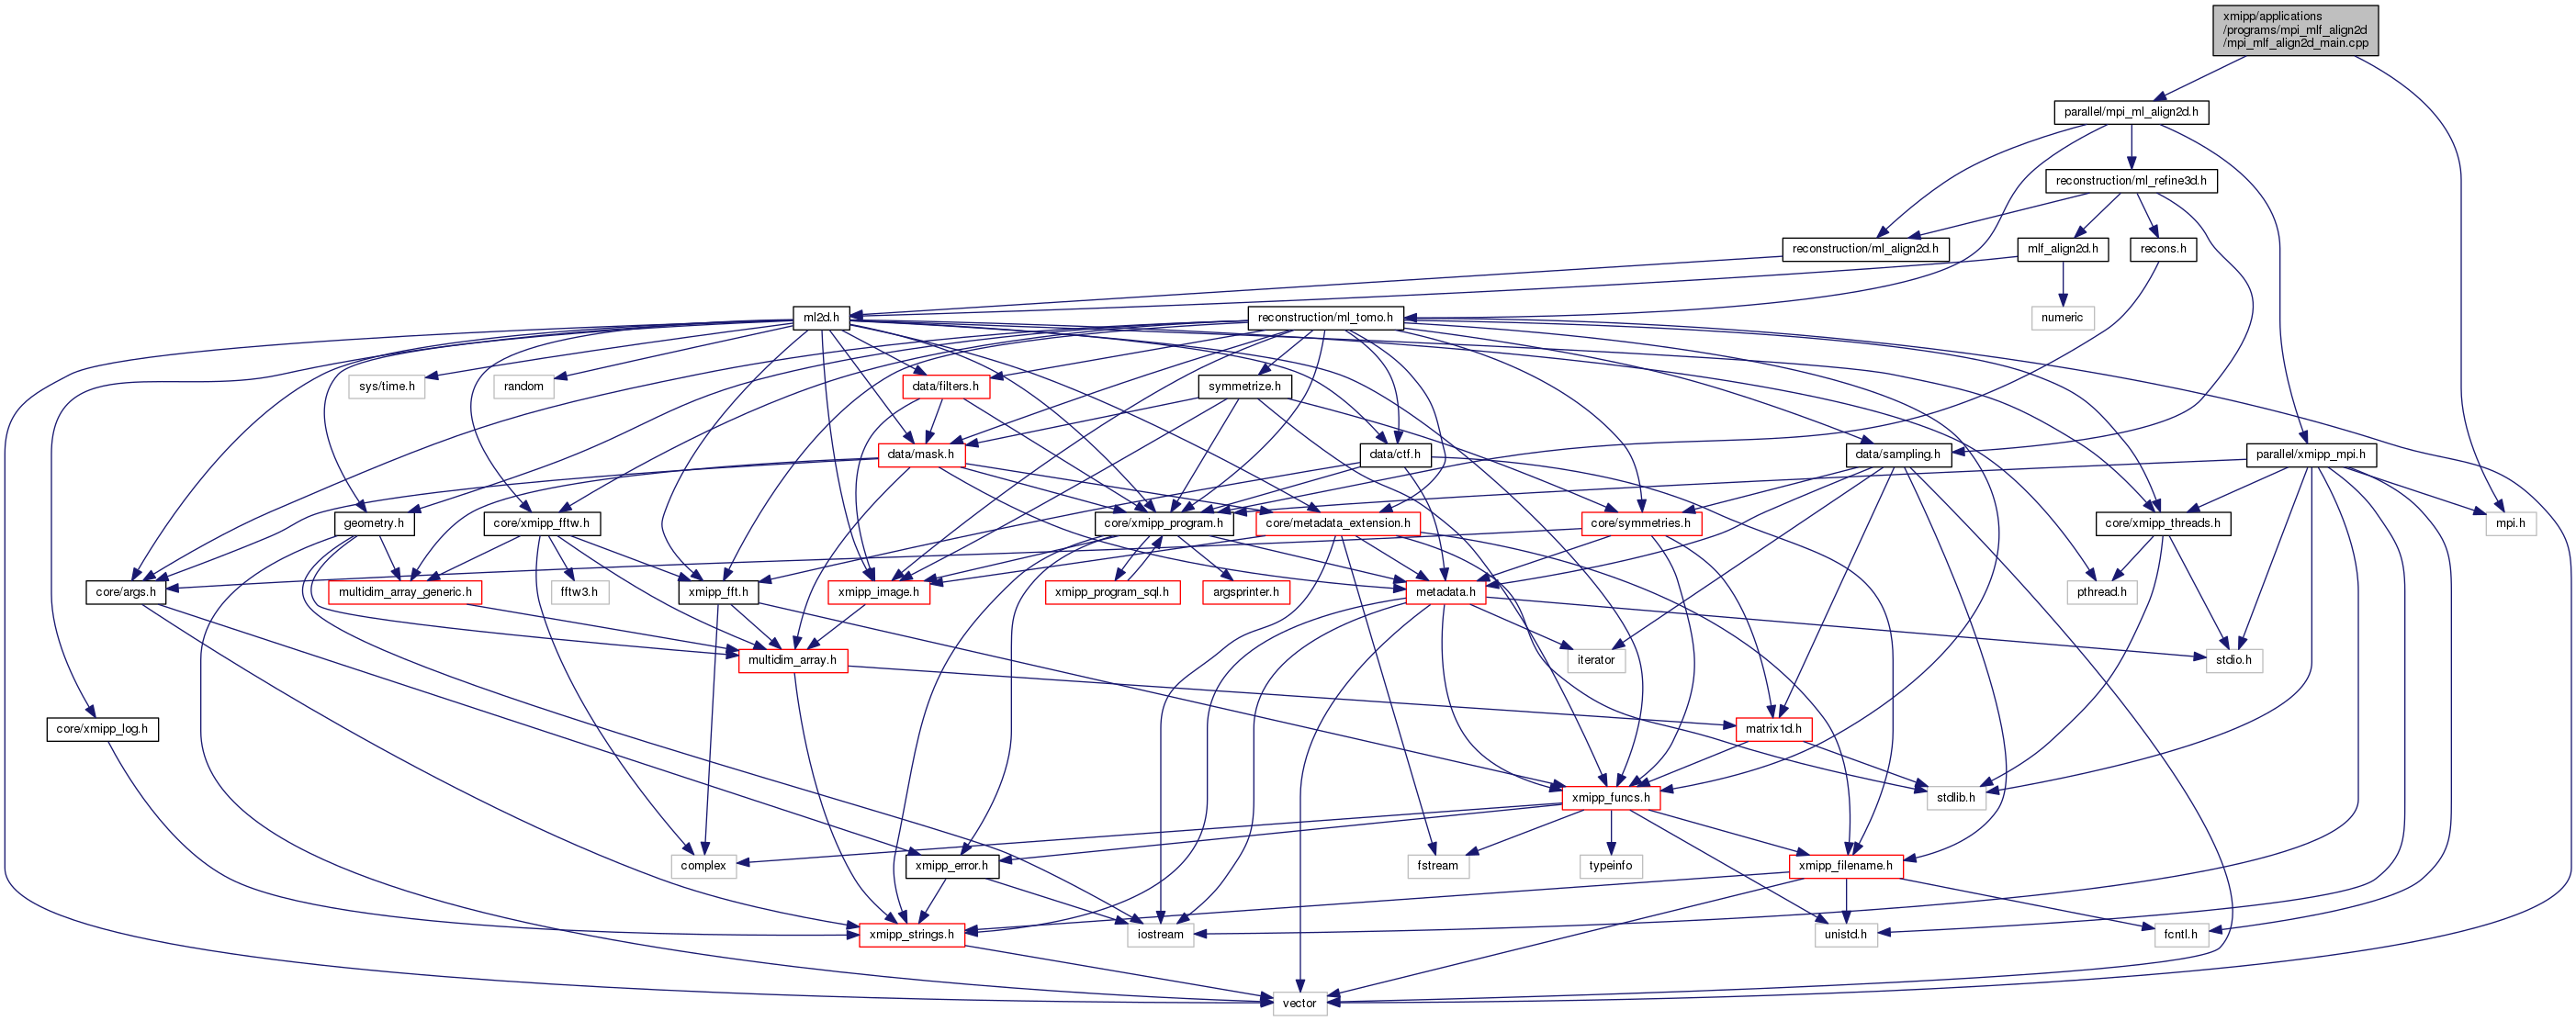 xmipp/applications
/programs/mpi_mlf_align2d
/mpi_mlf_align2d_main.cpp
parallel/mpi_ml_align2d.h
reconstruction/ml_refine3d.h
reconstruction/ml_align2d.h
mlf_align2d.h
recons.h
ml2d.h
reconstruction/ml_tomo.h
numeric
sys/time.h
random
data/filters.h
symmetrize.h
data/mask.h
data/ctf.h
data/sampling.h
parallel/xmipp_mpi.h
geometry.h
core/xmipp_fftw.h
core/xmipp_program.h
core/metadata_extension.h
core/symmetries.h
core/xmipp_threads.h
mpi.h
core/args.h
multidim_array_generic.h
fftw3.h
xmipp_fft.h
xmipp_image.h
xmipp_program_sql.h
argsprinter.h
metadata.h
pthread.h
multidim_array.h
iterator
stdio.h
core/xmipp_log.h
matrix1d.h
xmipp_funcs.h
stdlib.h
complex
xmipp_error.h
fstream
typeinfo
xmipp_filename.h
xmipp_strings.h
iostream
unistd.h
fcntl.h
vector